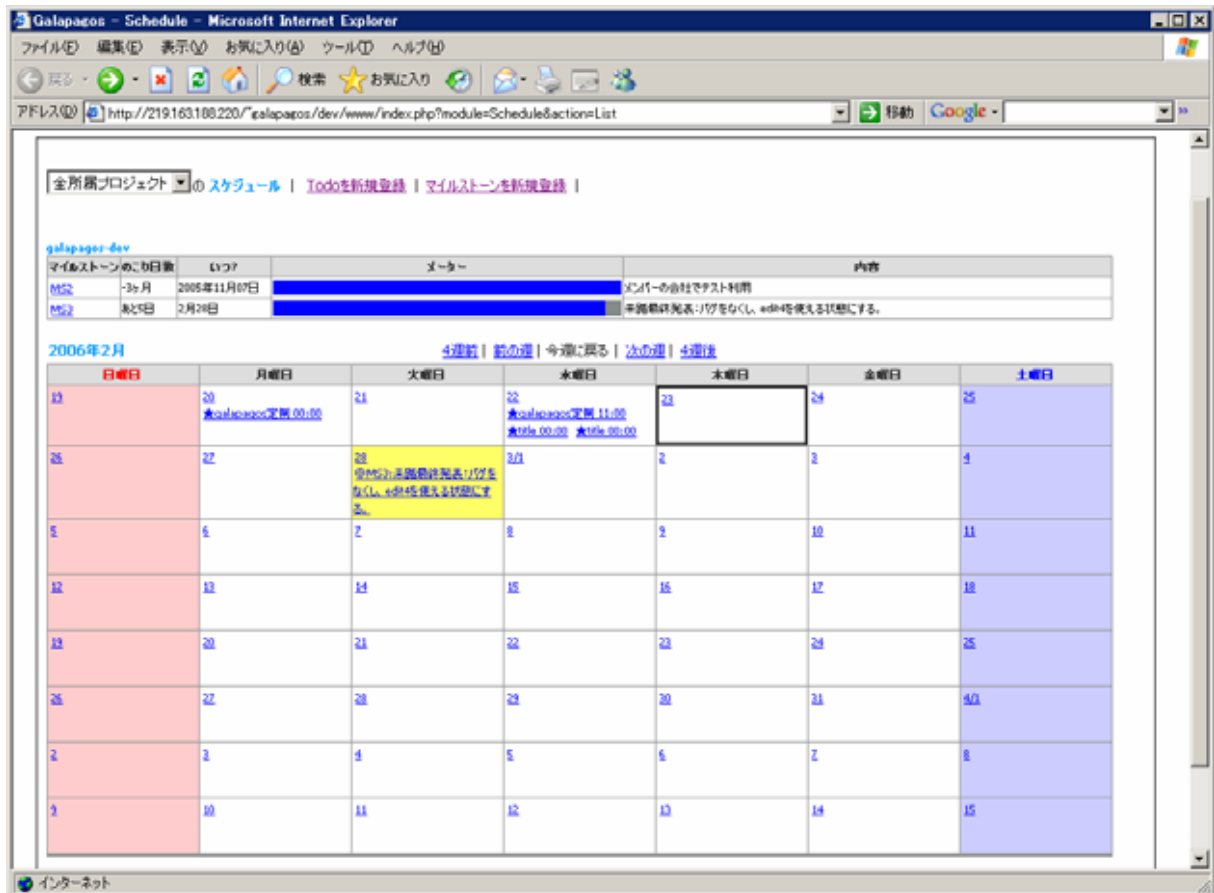 Galapagos - Schedule - Microsoft Internet Explorer
ファイル(F) 編集(E) 表示(V) お気に入り(A) ツール(T) ヘルプ(H)
戻る 検索 お気に入り
アドレス(D) http://219.163.188.220/~galapagos/dev/www/index.php?module=Schedule&action=List 移動 Google
全所属プロジェクト の スケジュール | Todoを新規登録 | マイルストーンを新規登録 |
galapagos-dev
マイルストーン のこり日数 いつ? メーター 内容
MS2 -3ヶ月 2005年11月07日 メンバーの会社でテスト利用
あと5日 2月28日 未踏最終発表:バグをなくし、edit4を使える状態にする。
2006年2月 4週前 | 前の週 | 今週に戻る | 次の週 | 4週後
日曜日 月曜日 火曜日 水曜日 木曜日 金曜日 土曜日
19 20 21 22 23 24 25
★galapagos定例 00:00 ★galapagos定例 11:00
★title 00:00 ★title 00:00
26 27 28 3/1 2 3 4
未踏最終発表:バグを
なくし、edit4を使える状態にす
る。
5 6 7 8 9 10 11
12 13 14 15 16 17 18
19 20 21 22 23 24 25
26 27 28 29 30 31 4/1
2 3 4 5 6 7 8
9 10 11 12 13 14 15
インターネット